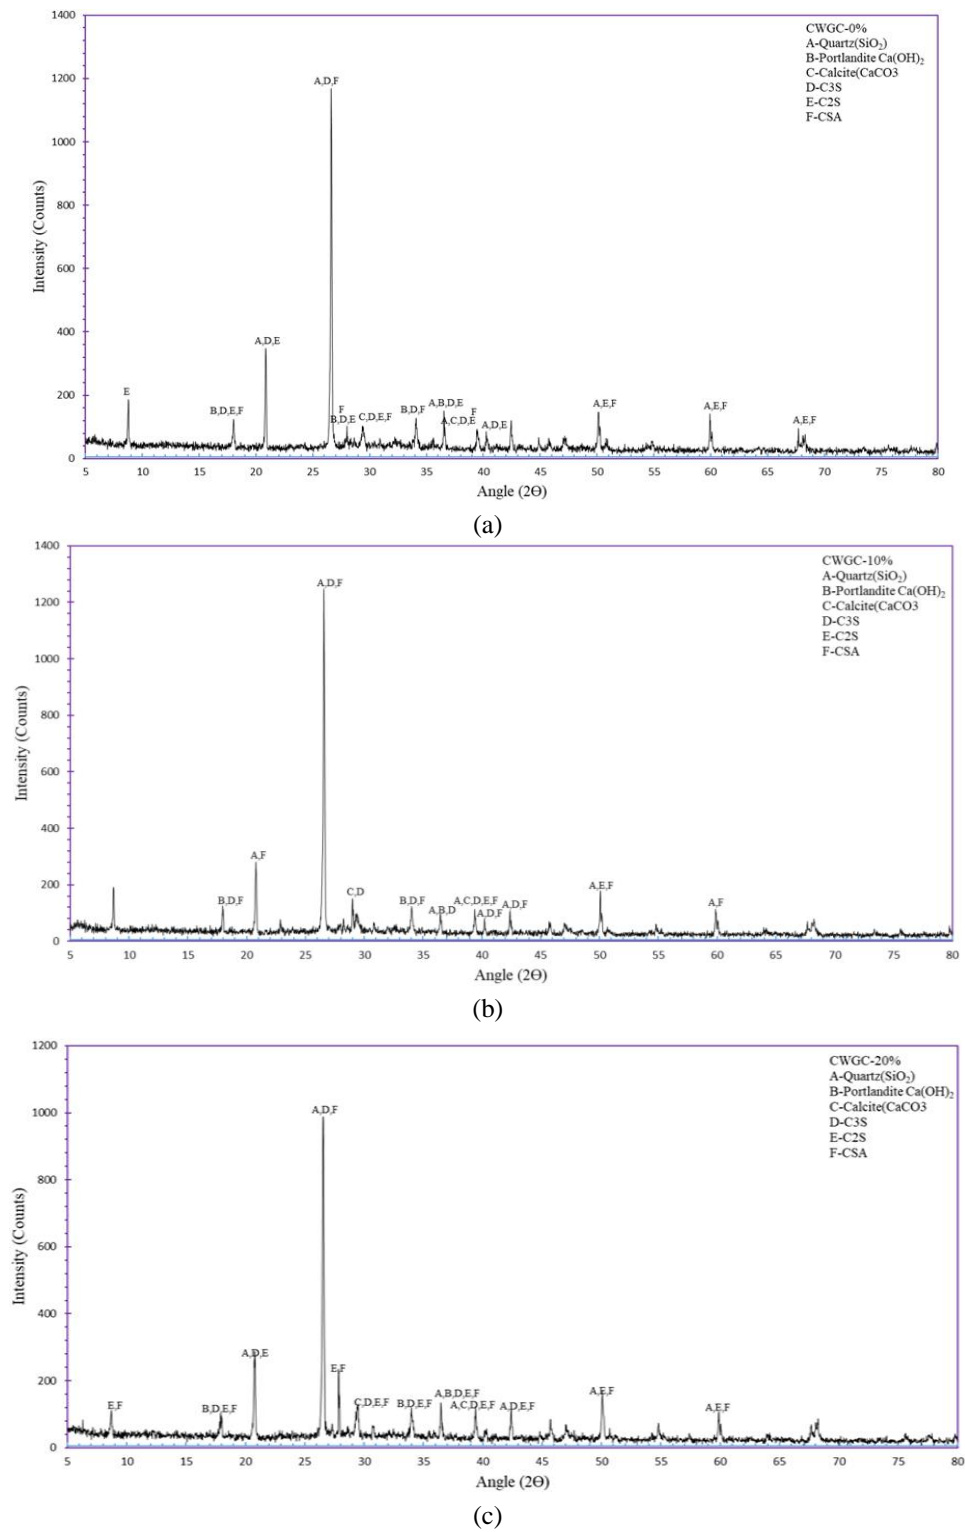 1400
CWGC-0%
A-Quartz(SiO₂)
B-Portlandite Ca(OH)₂
C-Calcite(CaCO3
D-C3S
E-C2S
F-CSA
1200
A,D,F
1000
800
600
400
200
0
Intensity (Counts)
E
B,D,E,F
A,D,E
F
B,D,E
C,D,E,F
B,D,F
A,B,D,E
A,C,D,E
F
A,D,E
A,E,F
A,E,F
A,E,F
5 10 15 20 25 30 35 40 45 50 55 60 65 70 75 80
Angle (2Θ)
(a)
1400
CWGC-10%
A-Quartz(SiO₂)
B-Portlandite Ca(OH)₂
C-Calcite(CaCO3
D-C3S
E-C2S
F-CSA
A,D,F
1200
1000
800
600
400
200
0
Intensity (Counts)
B,D,F
A,F
C,D
B,D,F
A,B,D
A,C,D,E,F
A,D,F
A,D,F
A,E,F
A,F
5 10 15 20 25 30 35 40 45 50 55 60 65 70 75 80
Angle (2Θ)
(b)
1200
CWGC-20%
A-Quartz(SiO₂)
B-Portlandite Ca(OH)₂
C-Calcite(CaCO3
D-C3S
E-C2S
F-CSA
A,D,F
1000
800
600
400
200
0
Intensity (Counts)
E,F
B,D,E,F
A,D,E
E,F
C,D,E,F
B,D,E,F
A,B,D,E,F
A,C,D,E,F
A,D,E,F
A,E,F
A,E,F
5 10 15 20 25 30 35 40 45 50 55 60 65 70 75 80
Angle (2Θ)
(c)